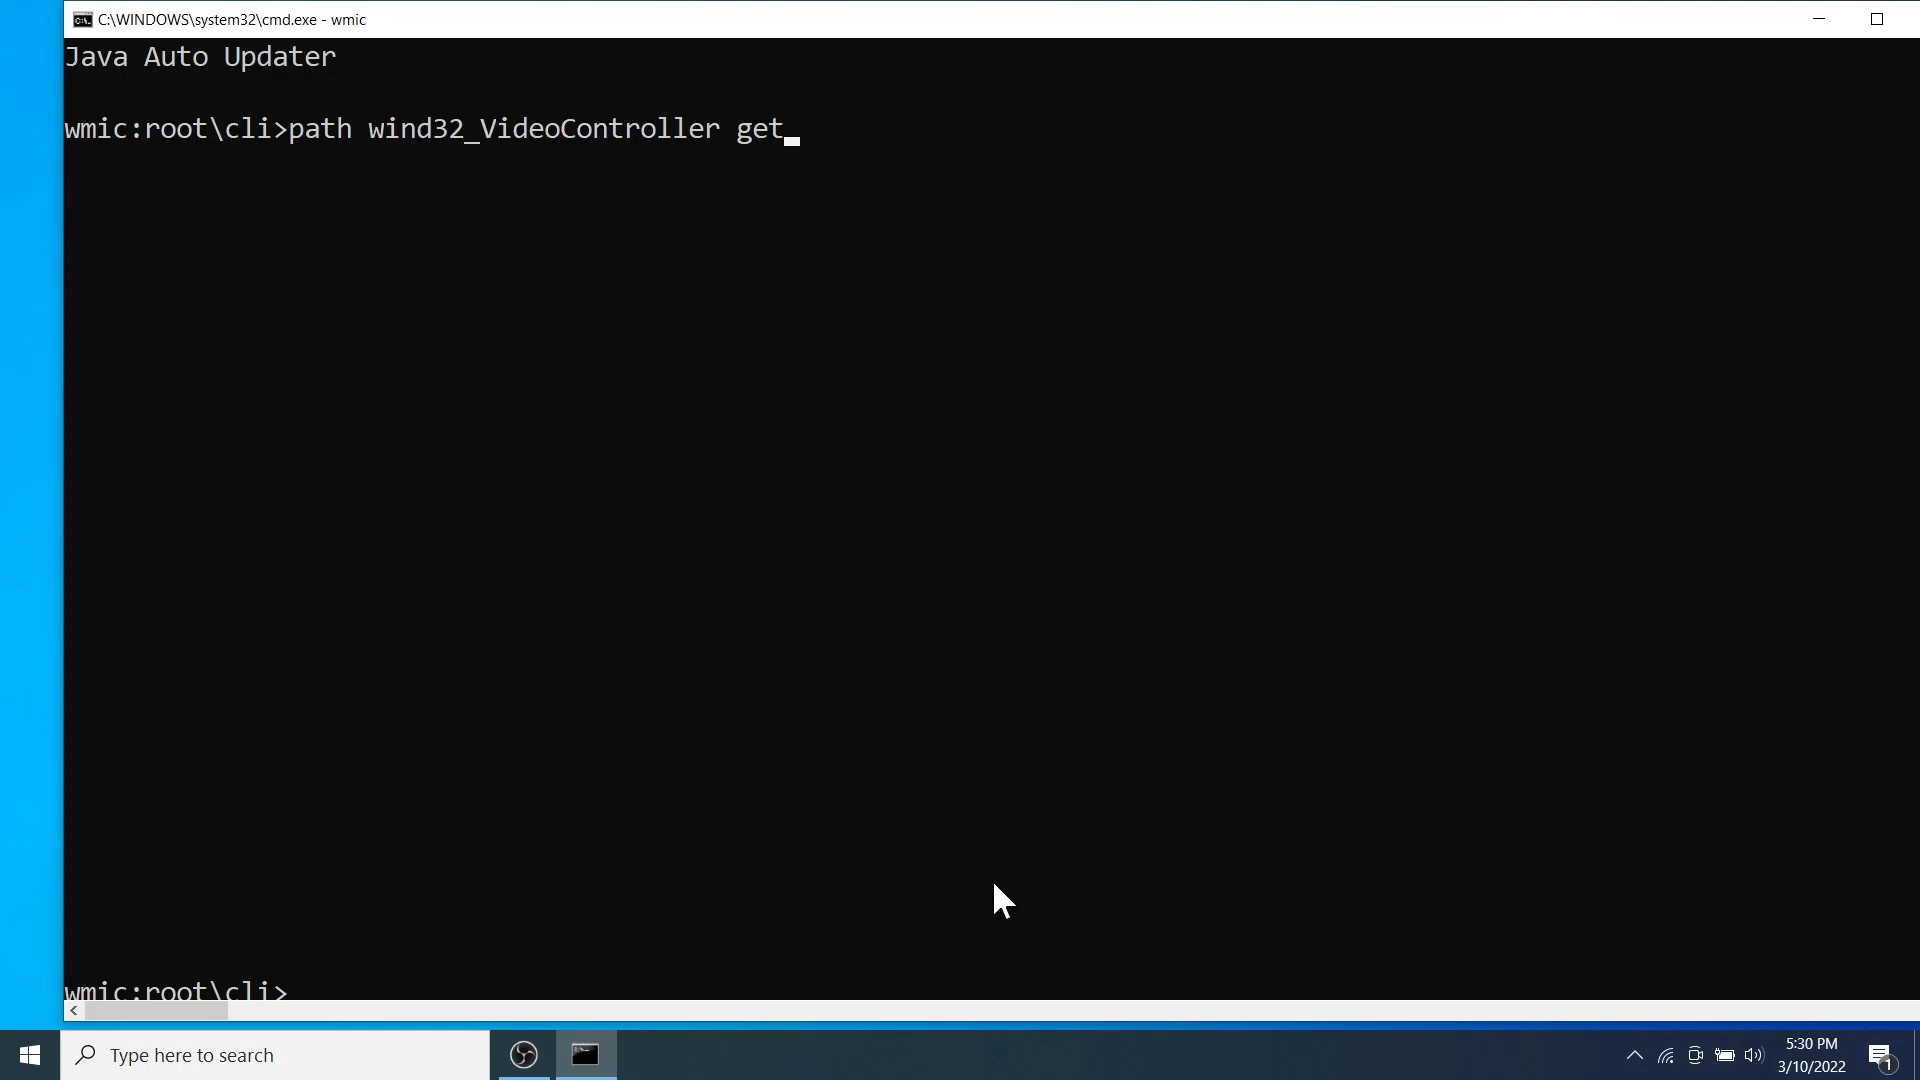 C:\WINDOWS\system32\cmd.exe - wmic
Java Auto Updater
wmic:root\cli>path wind32_VideoController get
wmic:root\cli>
Type here to search
5:30 PM
3/10/2022
1